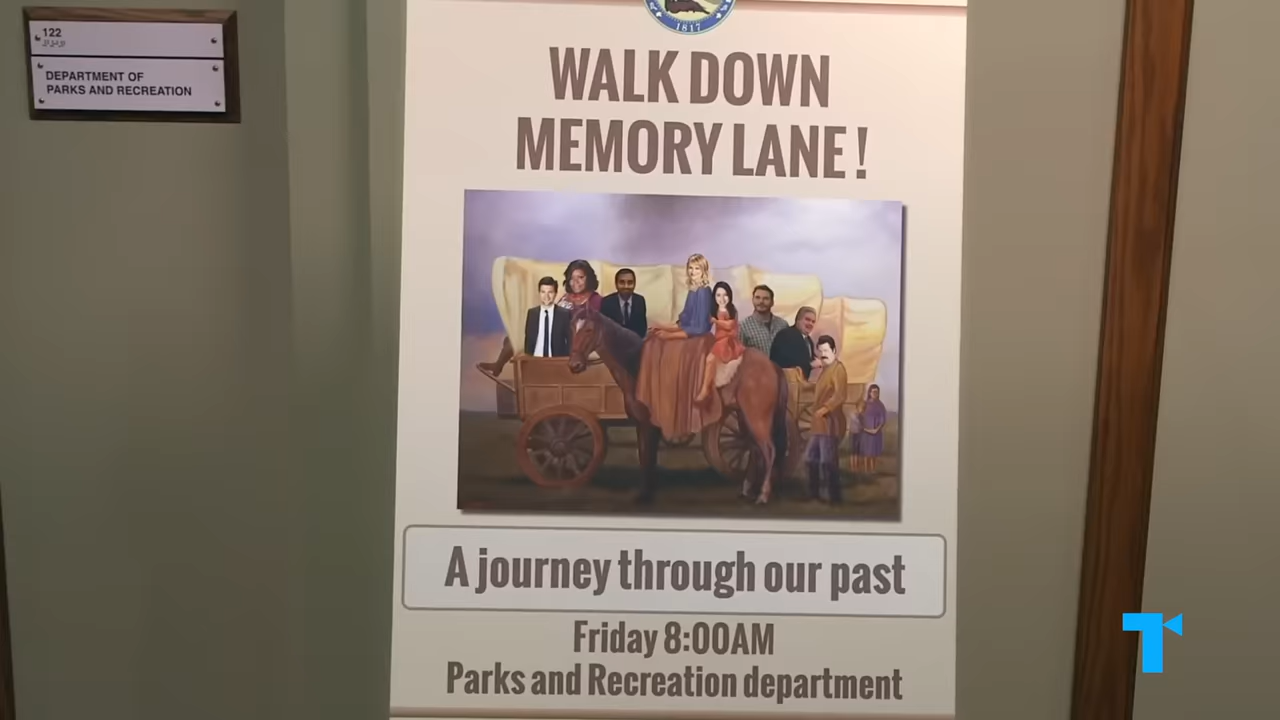 122
DEPARTMENT OF
PARKS AND RECREATION
1817
WALK DOWN
MEMORY LANE!
A journey through our past
Friday 8:00AM
Parks and Recreation department